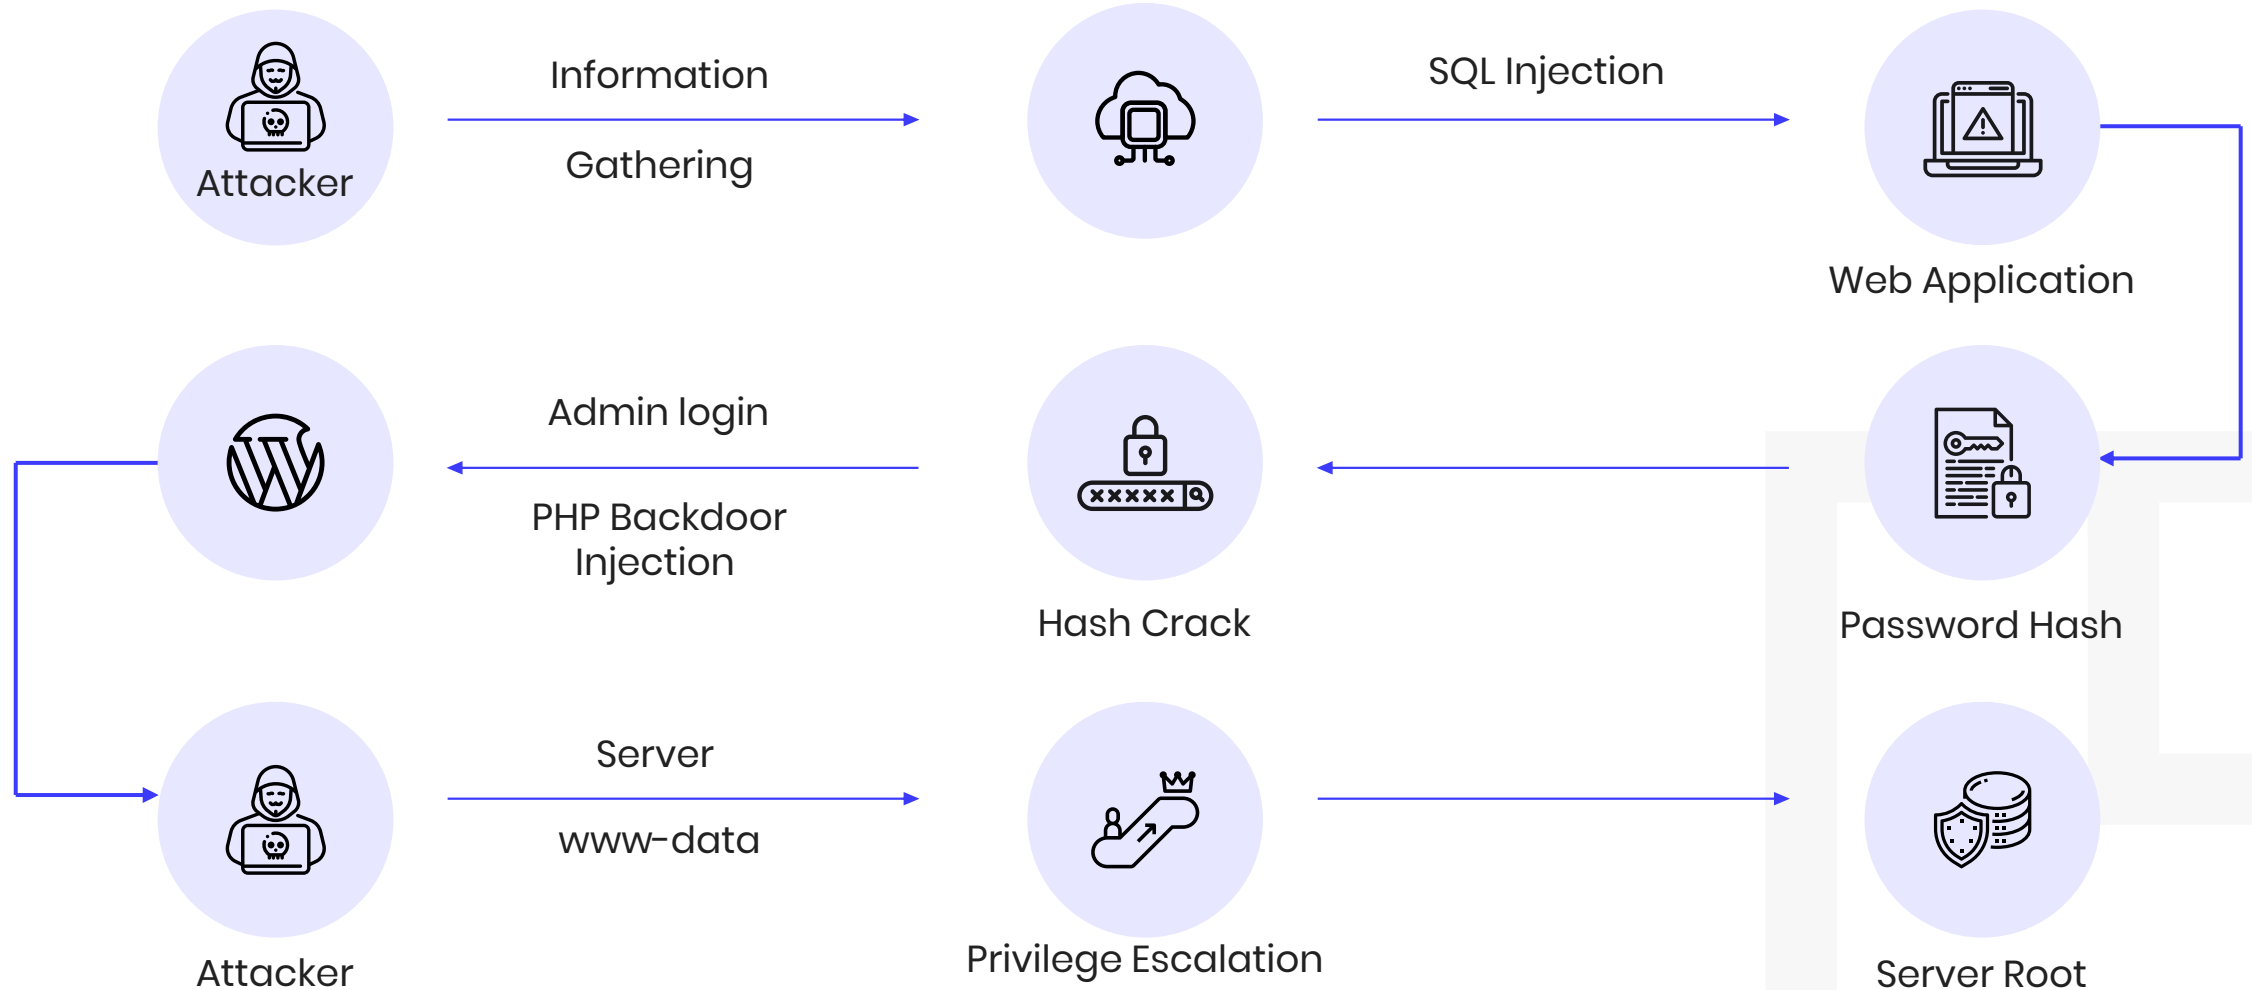 Information
SQL Injection
Gathering
Attacker
Web Application
Admin login
PHP Backdoor
Injection
Hash Crack
Password Hash
Server
www-data
Attacker
Privilege Escalation
Server Root